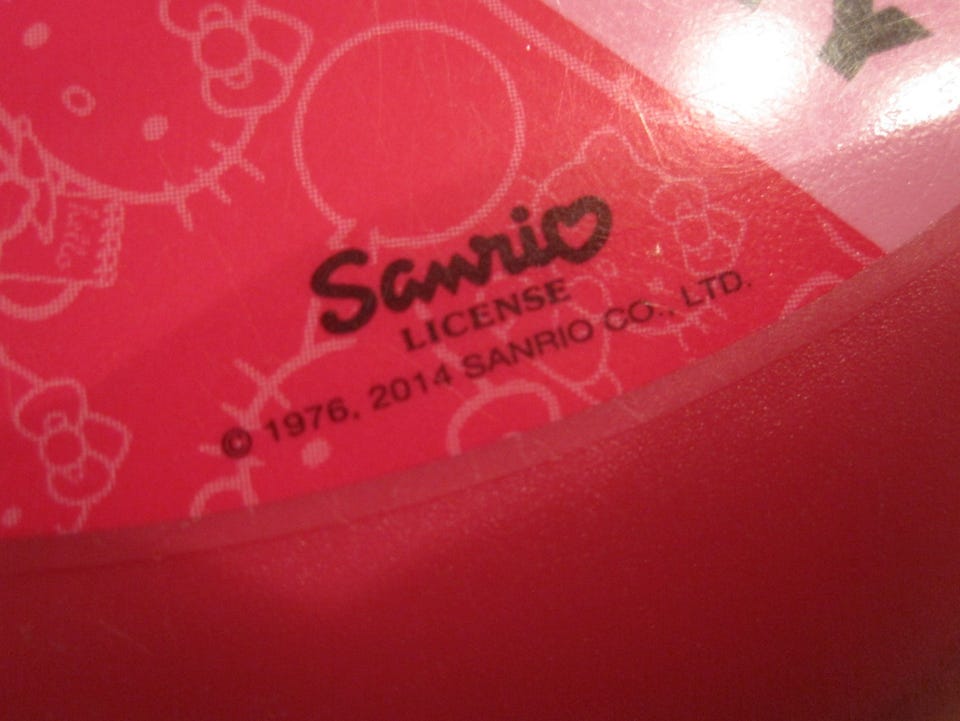 Y
Sanrio
LICENSE
© 1976, 2014 SANRIO CO., LTD.